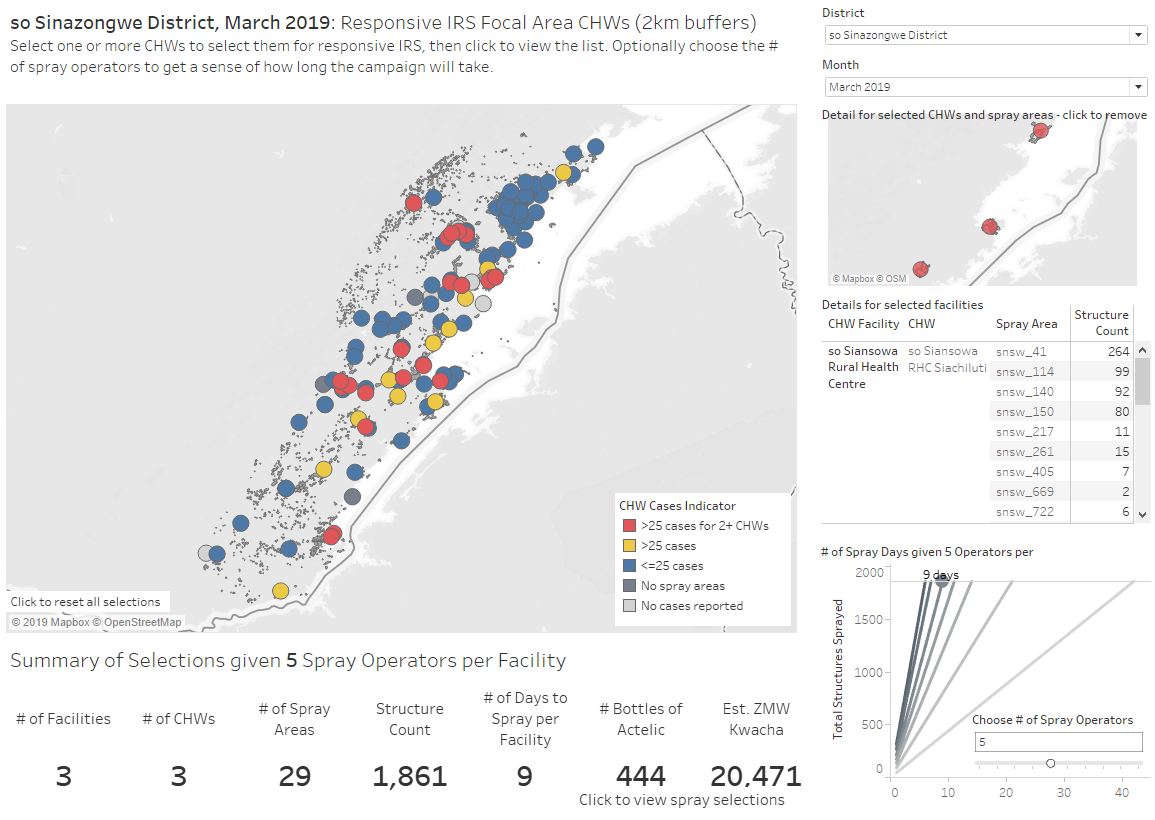 so Sinazongwe District, March 2019: Responsive IRS Focal Area CHWs (2km buffers)
Select one or more CHWs to select them for responsive IRS, then click to view the list. Optionally choose the #
of spray operators to get a sense of how long the campaign will take.
Click to reset all selections
© 2019 Mapbox © OpenStreetMap
CHW Cases Indicator
>25 cases for 2+ CHWs
>25 cases
<=25 cases
No spray areas
No cases reported
Summary of Selections given 5 Spray Operators per Facility
# of Facilities
# of CHWs
# of Spray
Areas
Structure
Count
# of Days to
Spray per
Facility
# Bottles of
Actelic
Est. ZMW
Kwacha
3 3 29 1,861 9 444 20,471
Click to view spray selections
District
so Sinazongwe District
Month
March 2019
Detail for selected CHWs and spray areas - click to remove
© Mapbox © OSM
Details for selected facilities
CHW Facility CHW Spray Area Structure
Count
so Siansowa
Rural Health
Centre
so Siansowa
RHC Siachiluti
snsw_41 264
snsw_114 99
snsw_140 92
snsw_150 80
snsw_217 11
snsw_261 15
snsw_405 7
snsw_669 2
snsw_722 6
# of Spray Days given 5 Operators per
9 days
Total Structures Sprayed
2000
1500
1000
500
0
0 10 20 30 40
Choose # of Spray Operators
5